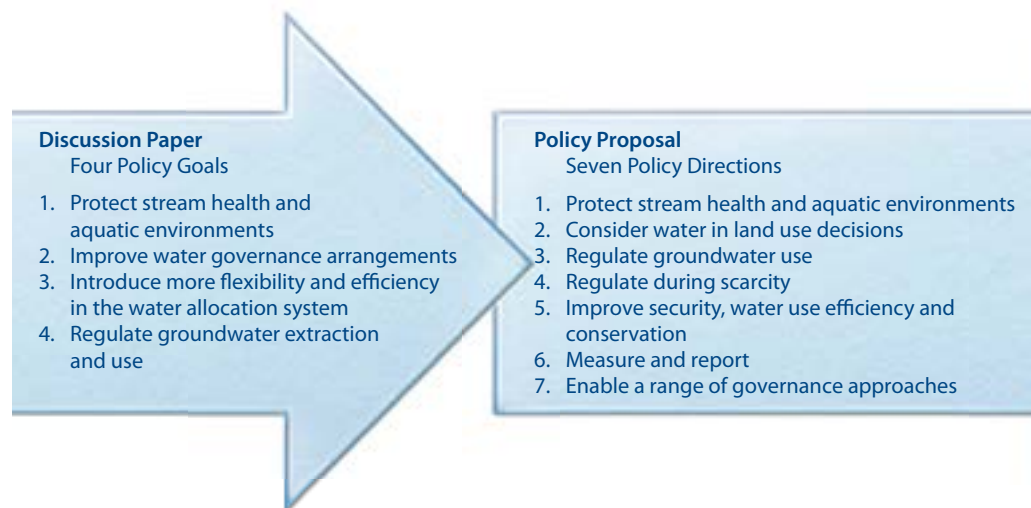 Discussion Paper
Four Policy Goals
1. Protect stream health and
aquatic environments
2. Improve water governance arrangements
3. Introduce more flexibility and efficiency
in the water allocation system
4. Regulate groundwater extraction
and use
Policy Proposal
Seven Policy Directions
1. Protect stream health and aquatic environments
2. Consider water in land use decisions
3. Regulate groundwater use
4. Regulate during scarcity
5. Improve security, water use efficiency and
conservation
6. Measure and report
7. Enable a range of governance approaches